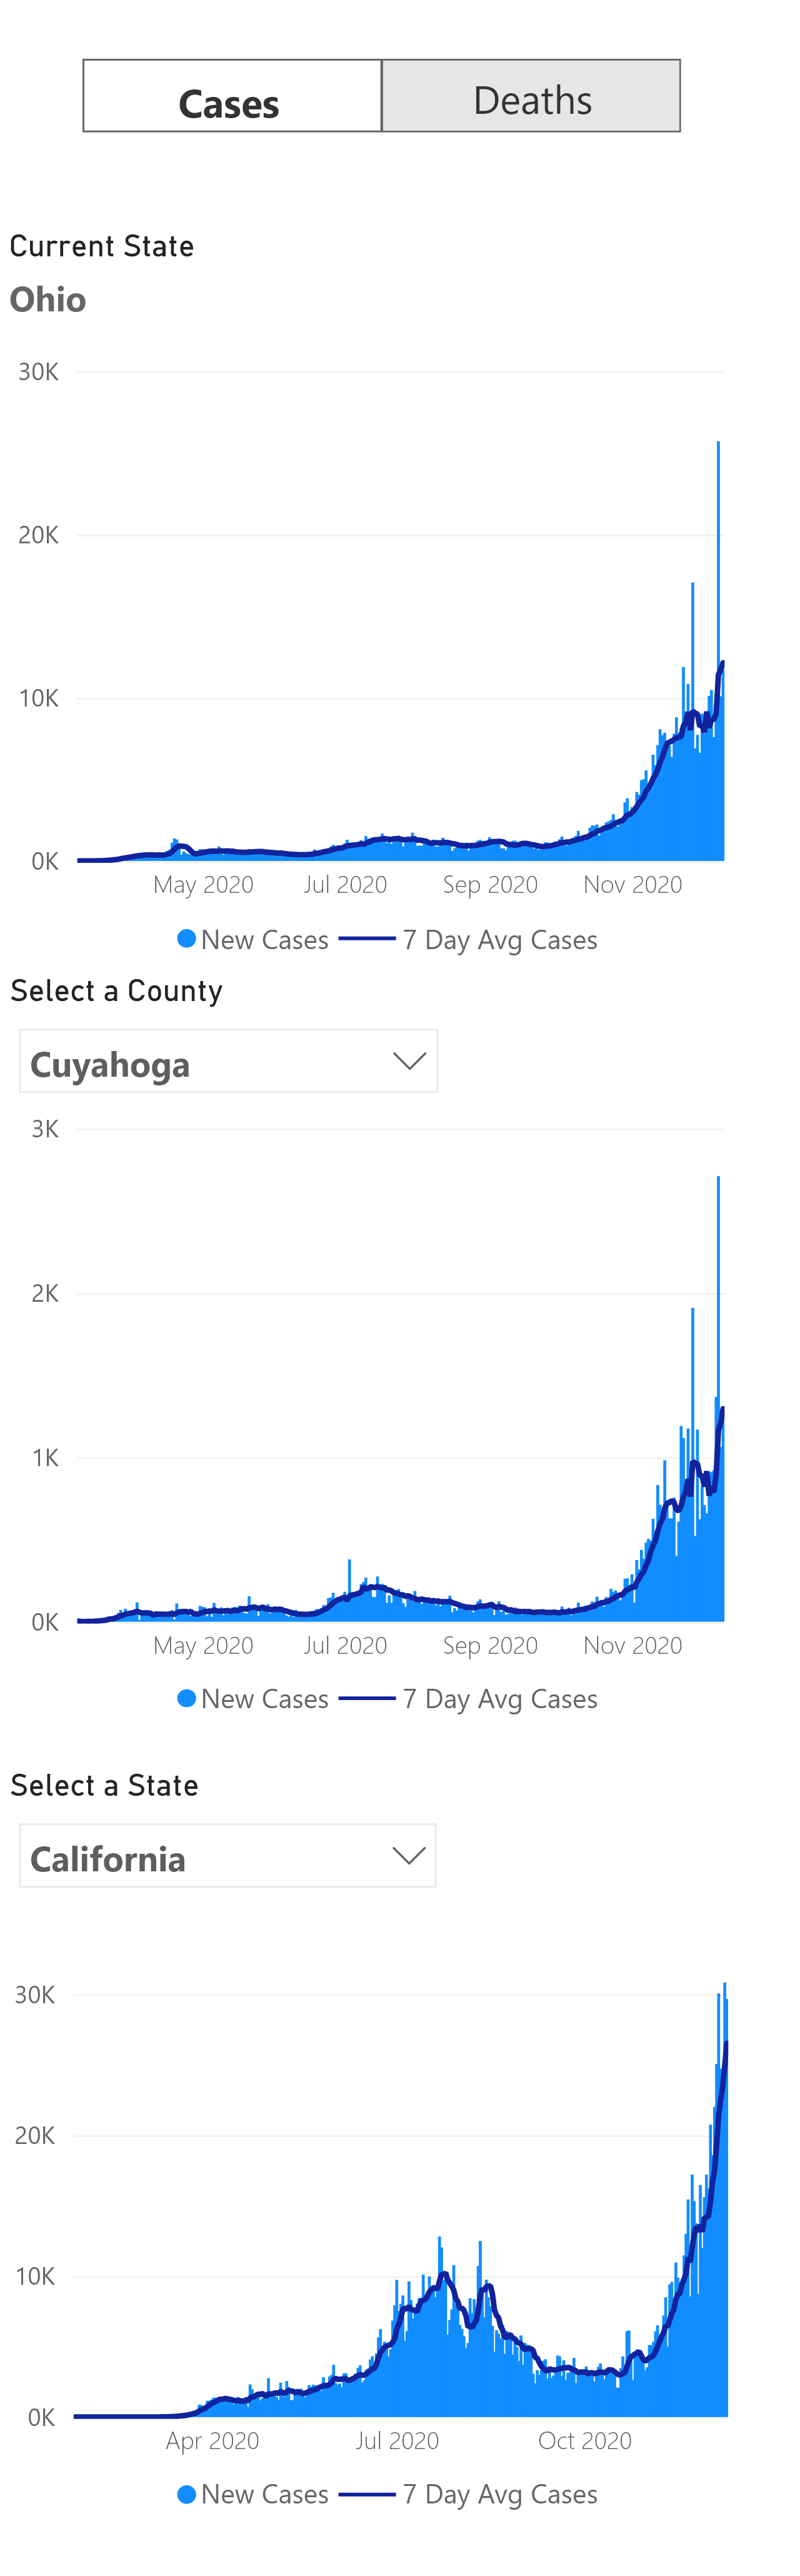 Cases Deaths
Current State
Ohio
30K
20K
10K
0K
May 2020 Jul 2020 Sep 2020 Nov 2020
New Cases 7 Day Avg Cases
Select a County
Cuyahoga
3K
2K
1K
0K
May 2020 Jul 2020 Sep 2020 Nov 2020
New Cases 7 Day Avg Cases
Select a State
California
30K
20K
10K
0K
Apr 2020 Jul 2020 Oct 2020
New Cases 7 Day Avg Cases